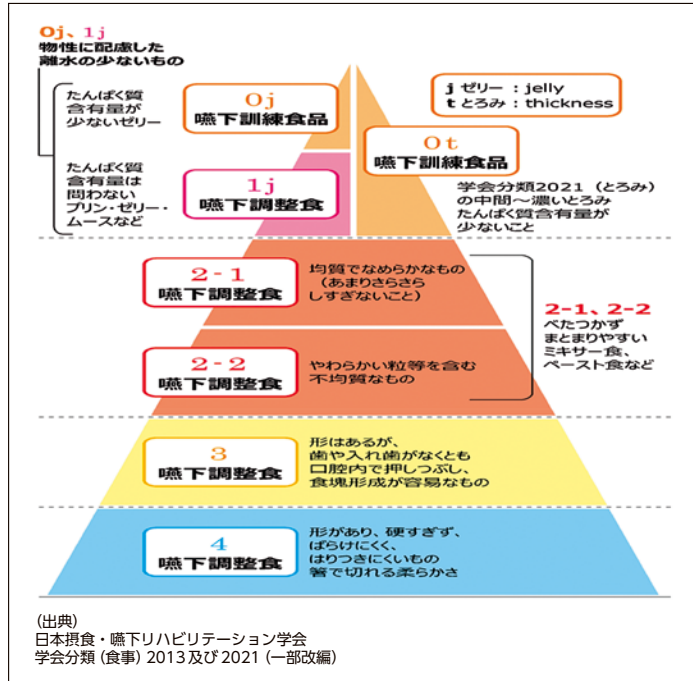 0j、1j
物性に配慮した
離水の少ないもの
たんぱく質
含有量が
少ないゼリー
たんぱく質
含有量は
問わない
プリン・ゼリー・
ムースなど
0j
嚥下訓練食品
1j
嚥下調整食
j ゼリー：jelly
t とろみ：thickness
0t
嚥下訓練食品
学会分類2021（とろみ）
の中間〜濃いとろみ
たんぱく質含有量が
少ないこと
2-1
嚥下調整食
均質でなめらかなもの
（あまりさらさら
しすぎないこと）
2-2
嚥下調整食
やわらかい粒等を含む
不均質なもの
2-1、2-2
べたつかず
まとまりやすい
ミキサー食、
ペースト食など
3
嚥下調整食
形はあるが、
歯や入れ歯がなくとも
口腔内で押しつぶし、
食塊形成が容易なもの
4
嚥下調整食
形があり、硬すぎず、
ばらけにくく、
はりつきにくいもの
箸で切れる柔らかさ
（出典）
日本摂食・嚥下リハビリテーション学会
学会分類（食事）2013及び2021（一部改編）